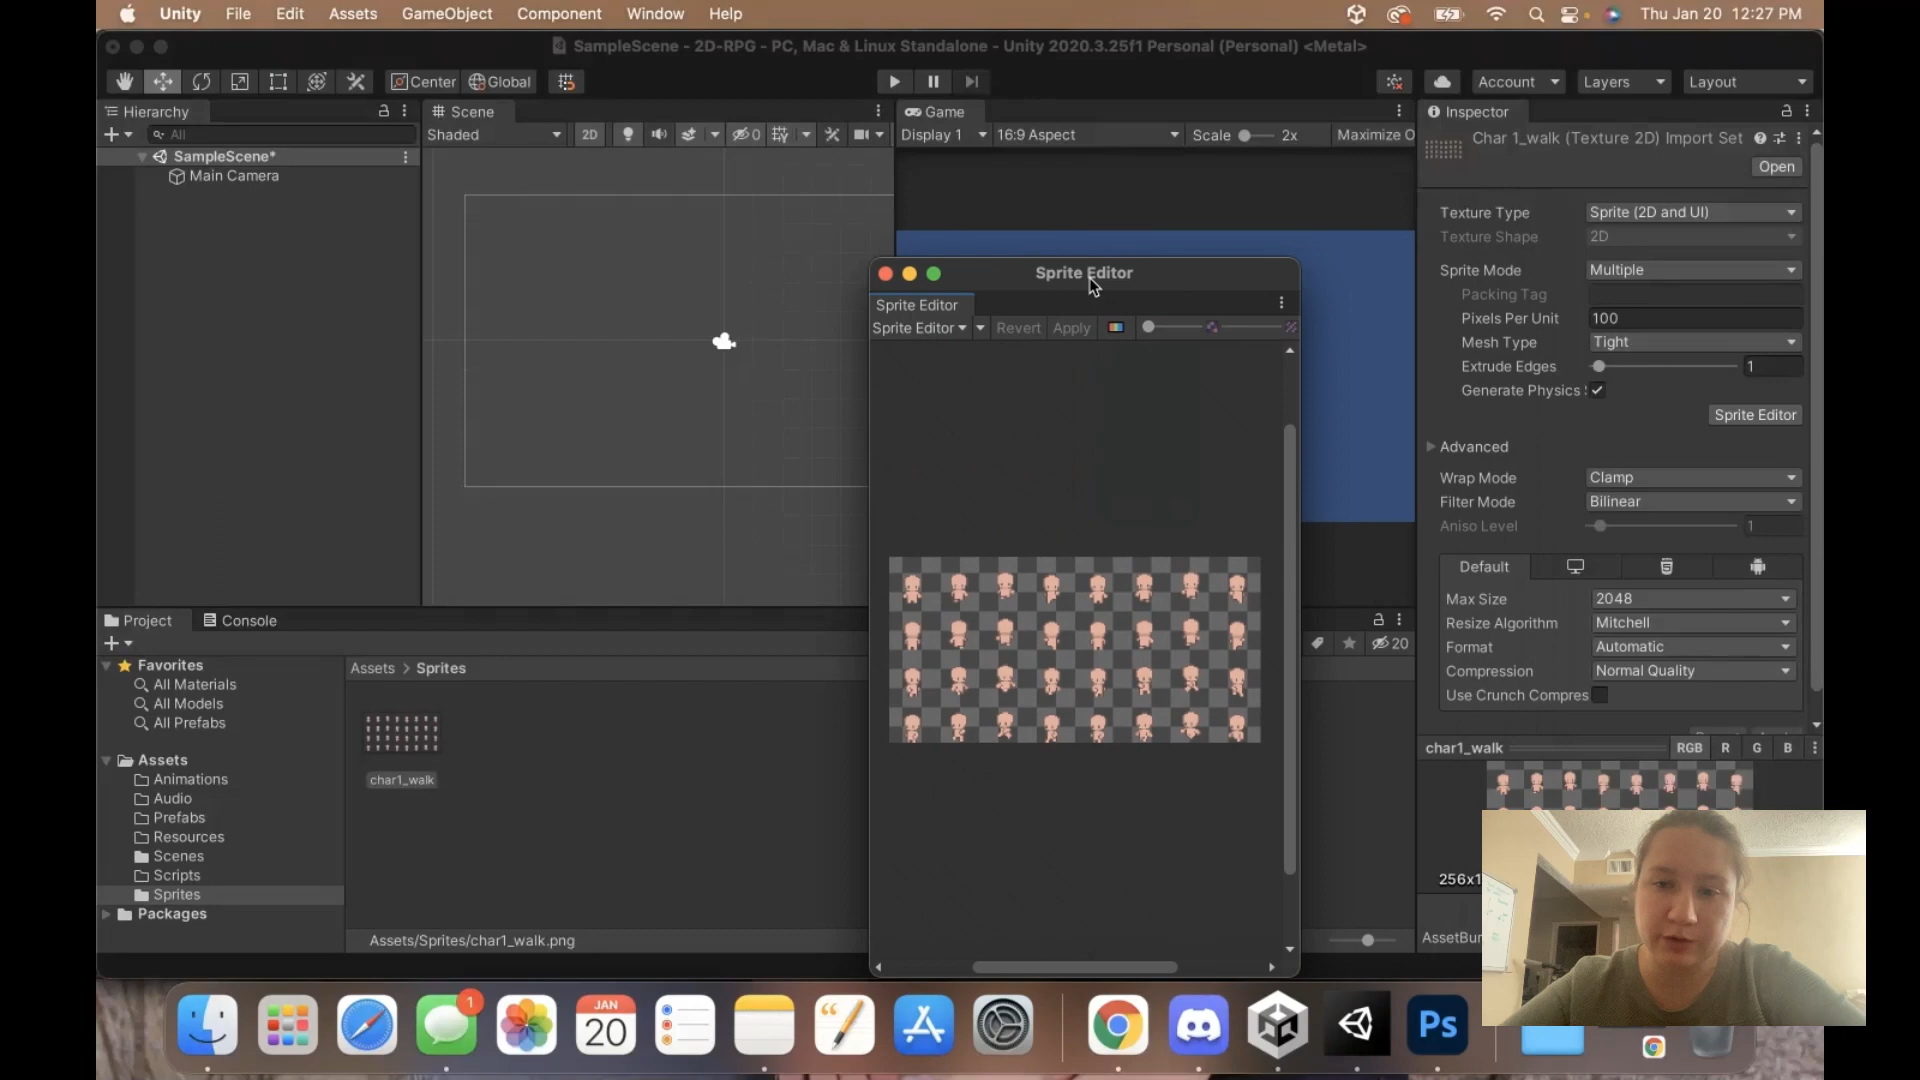 Unity File Edit Assets GameObject Component Window Help Thu Jan 20 12:27 PM
SampleScene - 2D-RPG - PC, Mac & Linux Standalone - Unity 2020.3.25f1 Personal (Personal) <Metal>
Center Global Account Layers Layout
Hierarchy
All
SampleScene*
Main Camera
Scene
Shaded 2D 0
Game
Display 1 16:9 Aspect Scale 2x Maximize O
Inspector
Char 1_walk (Texture 2D) Import Set
Open
Texture Type Sprite (2D and UI)
Texture Shape 2D
Sprite Mode Multiple
Packing Tag
Pixels Per Unit 100
Mesh Type Tight
Extrude Edges 1
Generate Physics
Sprite Editor
Advanced
Wrap Mode Clamp
Filter Mode Bilinear
Aniso Level 1
Default
Max Size 2048
Resize Algorithm Mitchell
Format Automatic
Compression Normal Quality
Use Crunch Compres
char1_walk RGB R G B
256x1
AssetBun
Sprite Editor
Sprite Editor
Sprite Editor Revert Apply
Project Console
20
Favorites
All Materials
All Models
All Prefabs
Assets
Animations
Audio
Prefabs
Resources
Scenes
Scripts
Sprites
Packages
Assets > Sprites
char1_walk
Assets/Sprites/char1_walk.png
1
JAN
20
Ps